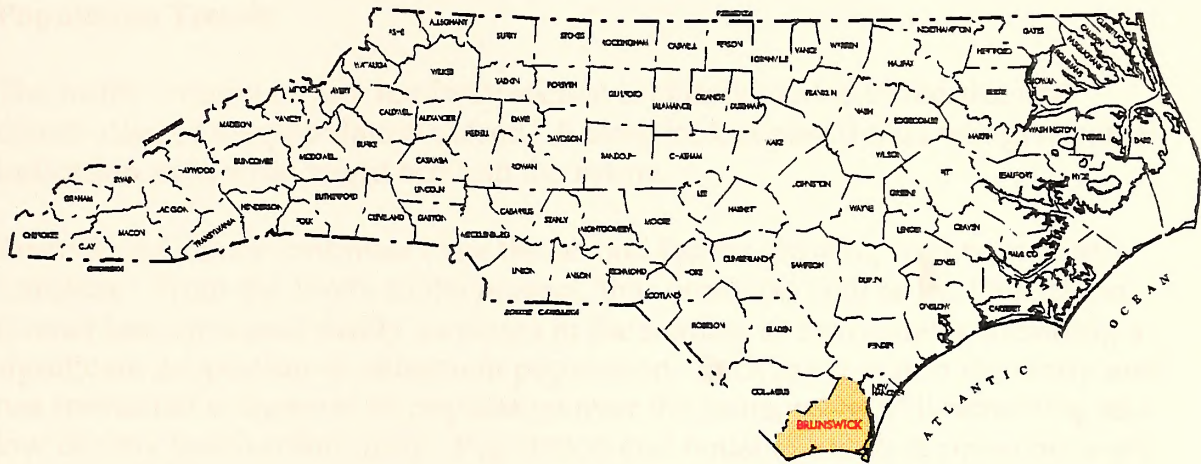 ALLEGHANY
ASHE
SURRY
STOKES
ROCKINGHAM
CASWELL
PERSON
VANCE
WARREN
NORTHAMPTON
GATES
HERTFORD
HALIFAX
WATAUGA
WILKES
YADKIN
FORSYTH
GUILFORD
ALAMANCE
ORANGE
DURHAM
FRANKLIN
NASH
BERTIE
CHOWAN
AVERY
CALDWELL
ALEXANDER
DAVIE
EDGECOMBE
MADISON
YANCEY
IREDELL
DAVIDSON
MARTIN
WASHINGTON
TYRRELL
DARE
BUNCOMBE
MCDOWELL
BURKE
CATAWBA
ROWAN
RANDOLPH
CHATHAM
WAKE
WILSON
PITT
BEAUFORT
HYDE
SWAIN
HAYWOOD
GRAHAM
JACKSON
HENDERSON
POLK
RUTHERFORD
CLEVELAND
LINCOLN
GASTON
MECKLENBURG
CABARRUS
STANLY
MONTGOMERY
MOORE
LEE
HARNETT
JOHNSTON
WAYNE
GREENE
LENOIR
CRAVEN
PAMLICO
CHEROKEE
CLAY
MACON
TRANSYLVANIA
UNION
ANSON
RICHMOND
HOKE
CUMBERLAND
SAMPSON
DUPLIN
JONES
CARTERET
SCOTLAND
ONSLOW
ROBESON
BLADEN
PENDER
COLUMBUS
NEW
BRUNSWICK
ATLANTIC OCEAN